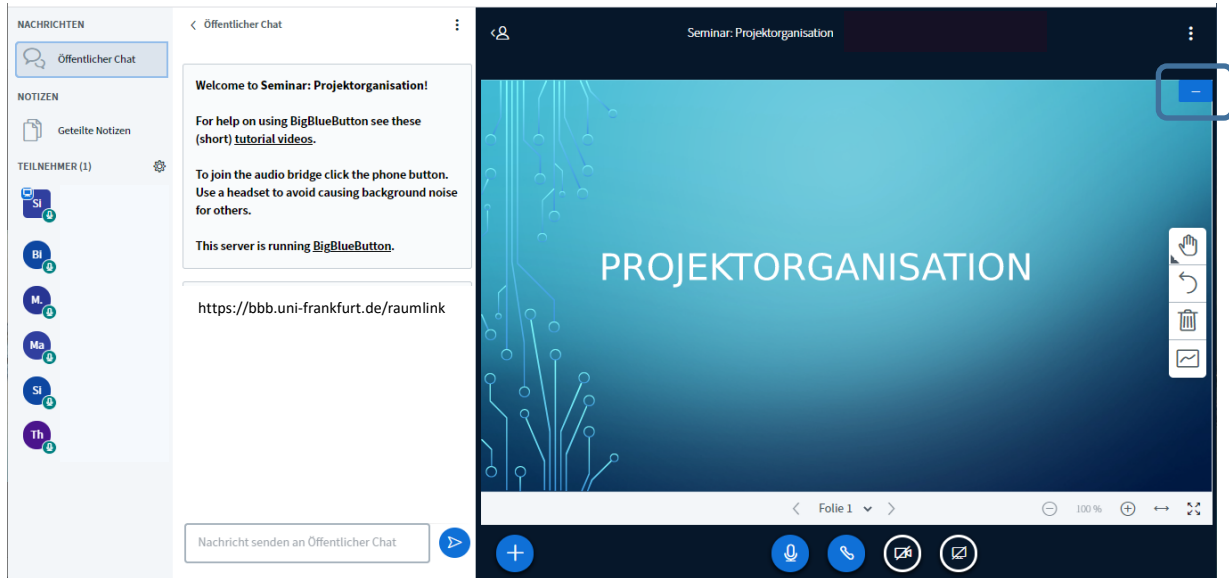 NACHRICHTEN
Öffentlicher Chat
NOTIZEN
Geteilte Notizen
TEILNEHMER (1)
Si
Bi
M.
Ma
Si
Th
Öffentlicher Chat
Welcome to Seminar: Projektorganisation!
For help on using BigBlueButton see these
(short) tutorial videos.
To join the audio bridge click the phone button.
Use a headset to avoid causing background noise
for others.
This server is running BigBlueButton.
https://bbb.uni-frankfurt.de/raumlink
Nachricht senden an Öffentlicher Chat
Seminar: Projektorganisation
PROJEKTORGANISATION
Folie 1
100 %